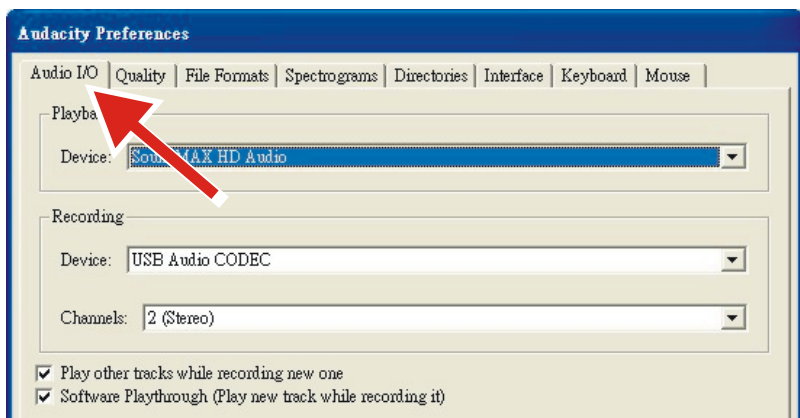 Audacity Preferences
Audio I/O Quality File Formats Spectrograms Directories Interface Keyboard Mouse
Device: MAX HD Audio
Recording
Device: USB Audio CODEC
Channels: 2 (Stereo)
Play other tracks while recording new one
Software Playthrough (Play new track while recording it)